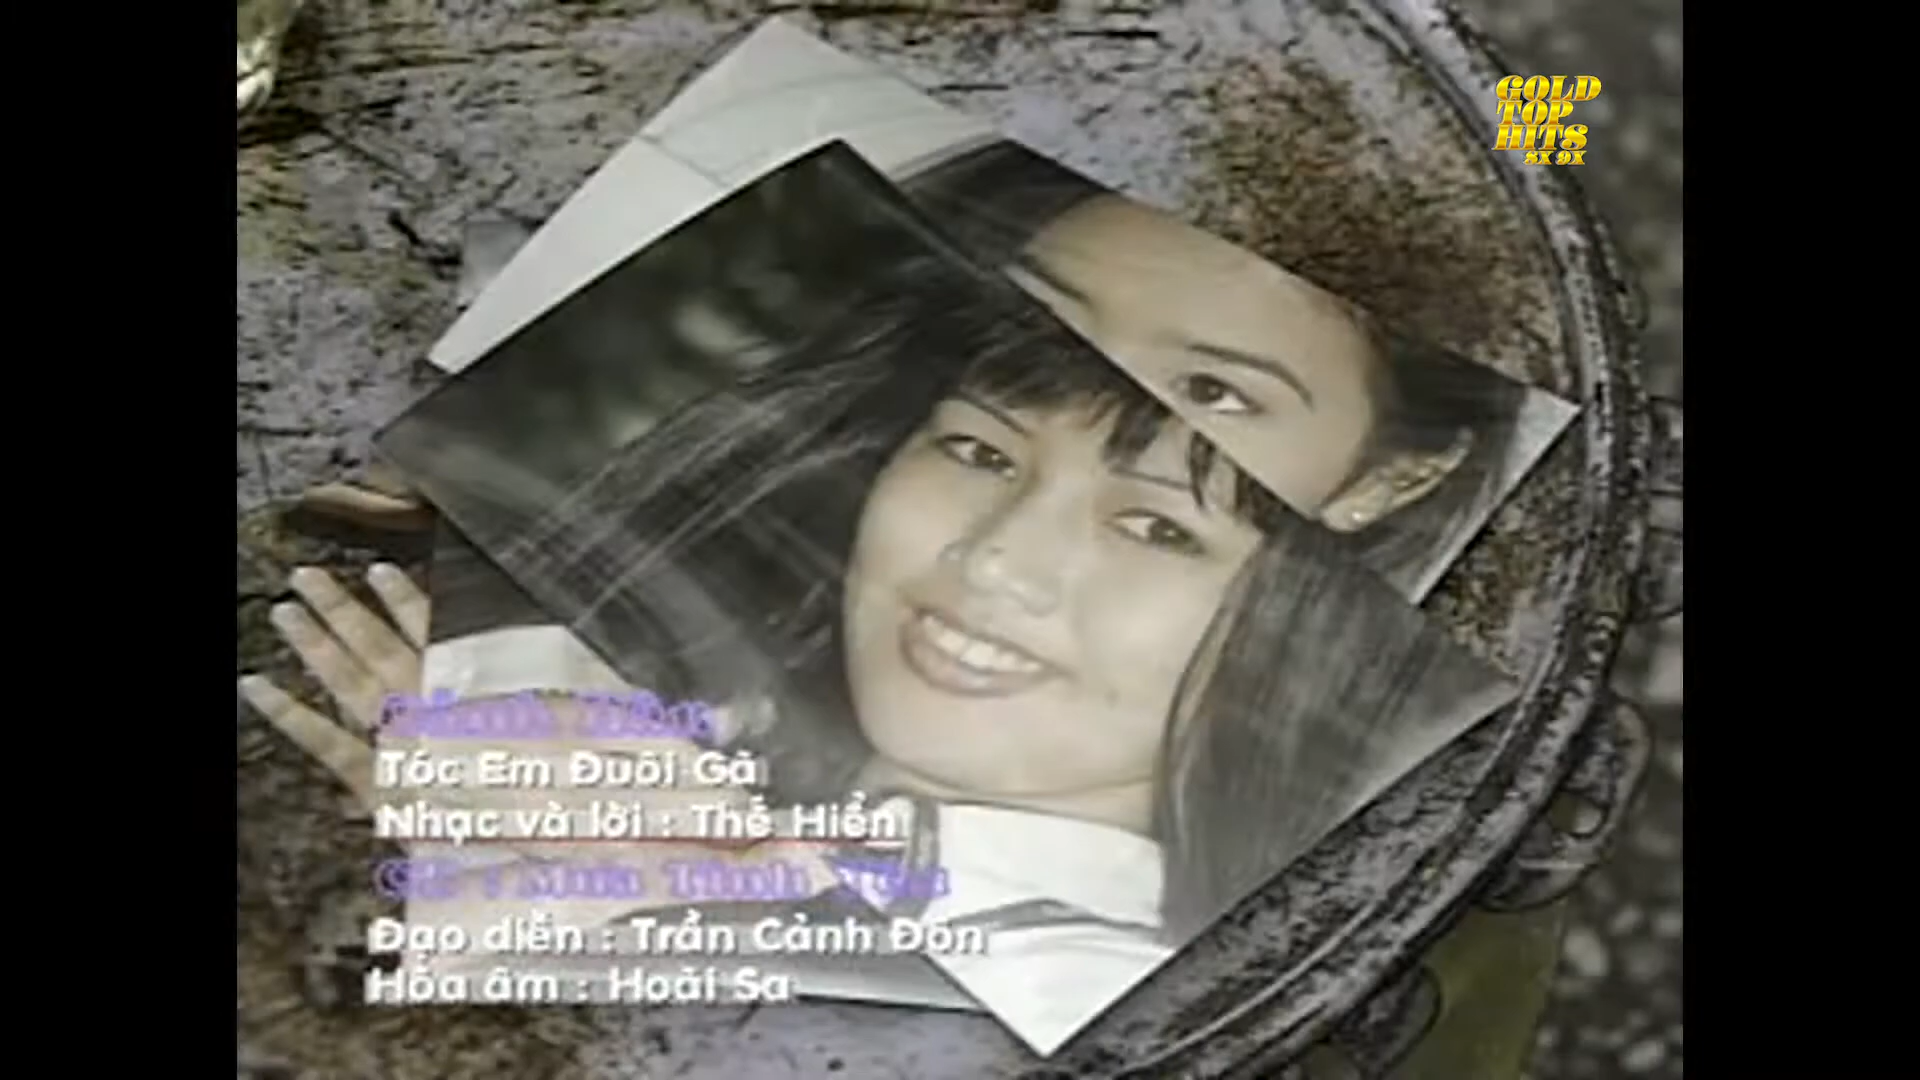 GOLD
TOP
HITS
8X 9X
Tóc Em Đuôi Gà
Nhạc và lời : Thế Hiển
Đạo diễn : Trần Cảnh Đôn
Hòa âm : Hoài Sa